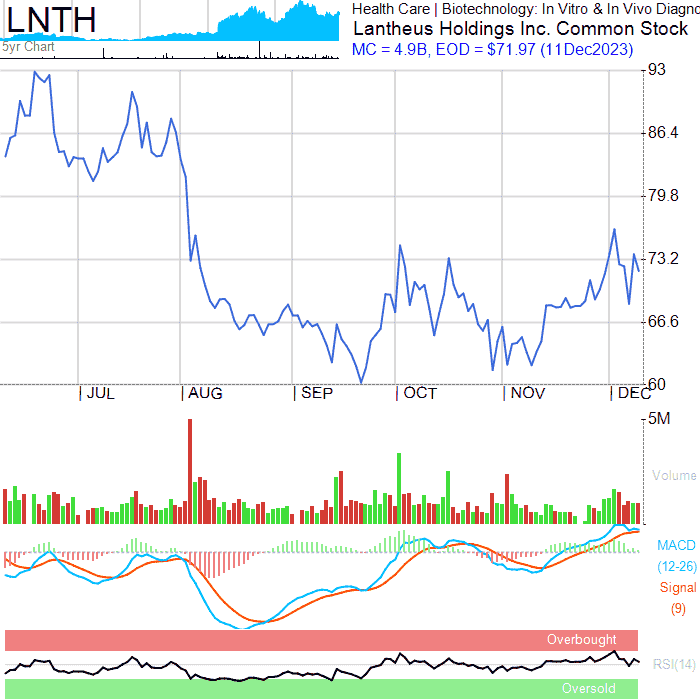 LNTH
5yr Chart
Health Care | Biotechnology: In Vitro & In Vivo Diagno
Lantheus Holdings Inc. Common Stock
MC = 4.9B, EOD = $71.97 (11Dec2023)
93
86.4
79.8
73.2
66.6
60
| JUL | AUG | SEP | OCT | NOV | DEC
5M
Volume
MACD
(12-26)
Signal
(9)
Overbought
RSI(14)
Oversold